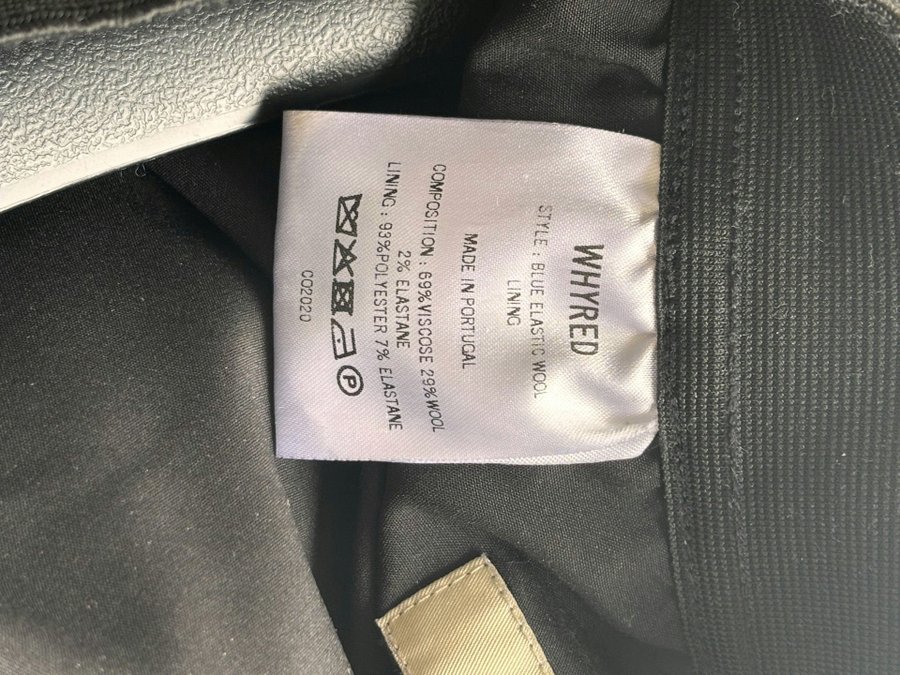 WHYRED
STYLE : BLUE ELASTIC WOOL
LINING
MADE IN PORTUGAL
COMPOSITION : 69%VISCOSE 29%WOOL
2% ELASTANE
LINING : 93%POLYESTER 7% ELASTANE
P
CO2020